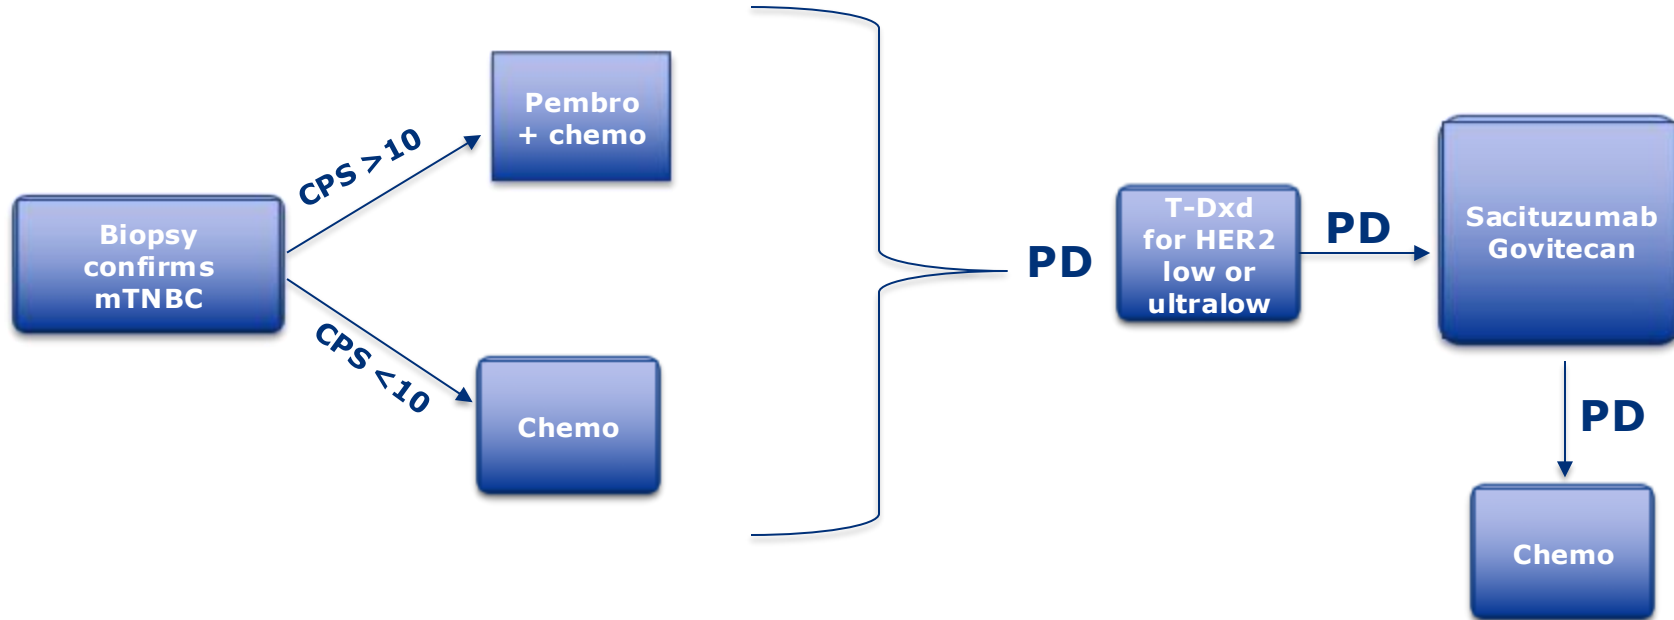 Biopsy
confirms
mTNBC
CPS >10
Pembro
+ chemo
CPS <10
Chemo
PD
T-Dxd
for HER2
low or
ultralow
PD
Sacituzumab
Govitecan
PD
Chemo